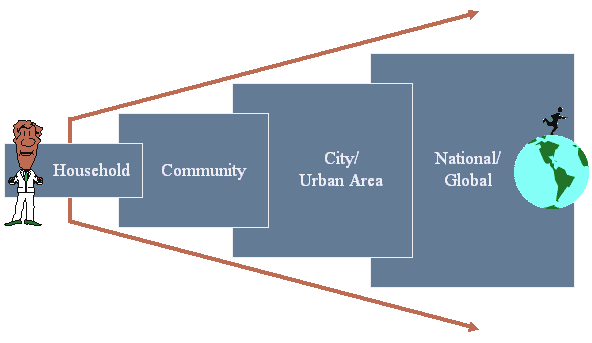 Household
Community
City/
Urban Area
National/
Global